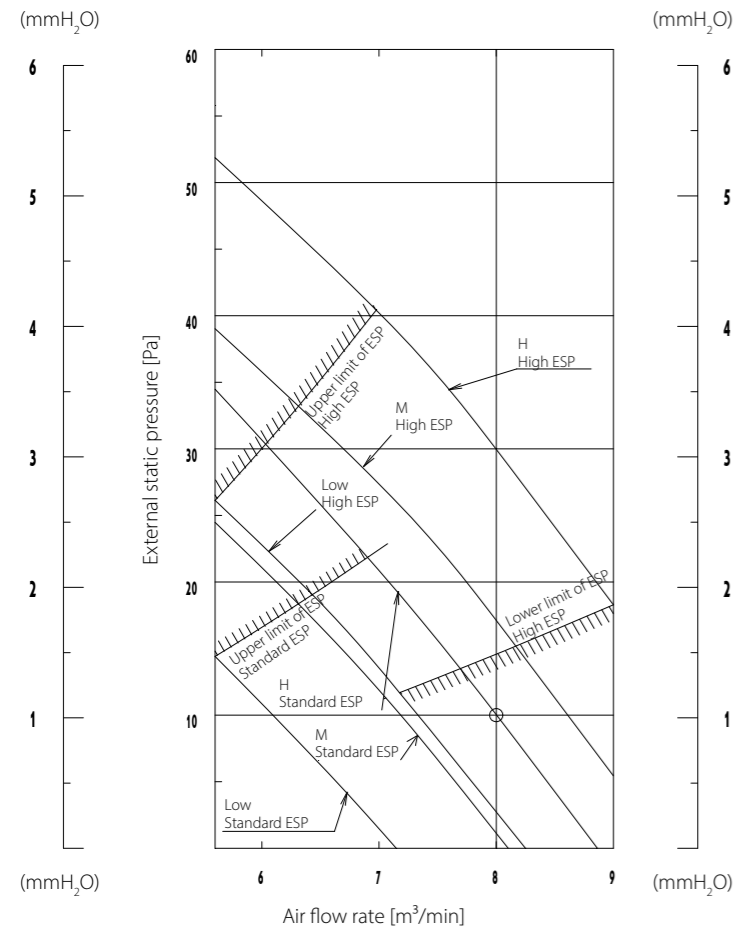 (mmH₂O)
(mmH₂O)
6
5
4
3
2
1
External static pressure [Pa]
60
50
40
30
20
10
H
High ESP
M
High ESP
Low
High ESP
Upper limit of ESP
High ESP
Upper limit of ESP
Standard ESP
Lower limit of ESP
High ESP
H
Standard ESP
M
Standard ESP
Low
Standard ESP
6
5
4
3
2
1
6
7
8
9
(mmH₂O)
(mmH₂O)
Air flow rate [m³/min]